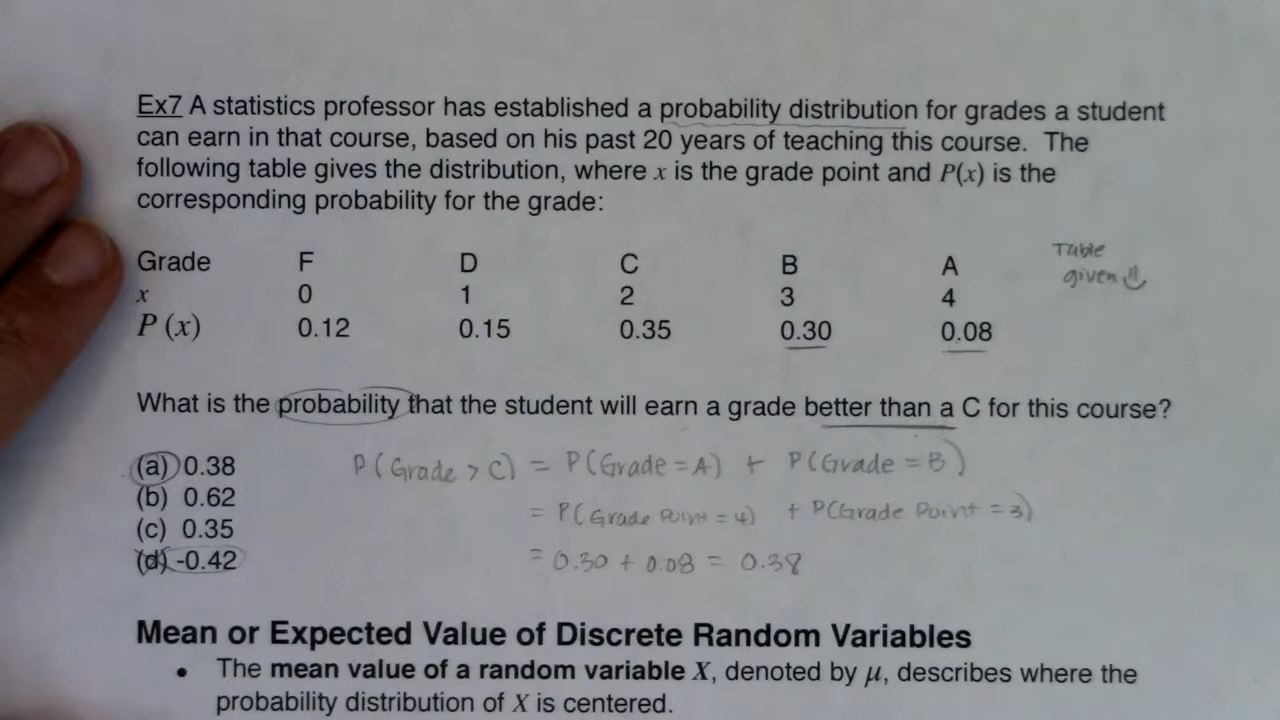 Ex7 A statistics professor has established a probability distribution for grades a student
can earn in that course, based on his past 20 years of teaching this course. The
following table gives the distribution, where x is the grade point and P(x) is the
corresponding probability for the grade:
Grade F D C B A
x 0 1 2 3 4
P (x) 0.12 0.15 0.35 0.30 0.08
Table
given
What is the probability that the student will earn a grade better than a C for this course?
(a) 0.38
(b) 0.62
(c) 0.35
(d) -0.42
P(Grade > C) = P(Grade = A) + P(Grade = B)
= P(Grade Point = 4) + P(Grade Point = 3)
= 0.30 + 0.08 = 0.38
Mean or Expected Value of Discrete Random Variables
• The mean value of a random variable X, denoted by μ, describes where the
probability distribution of X is centered.